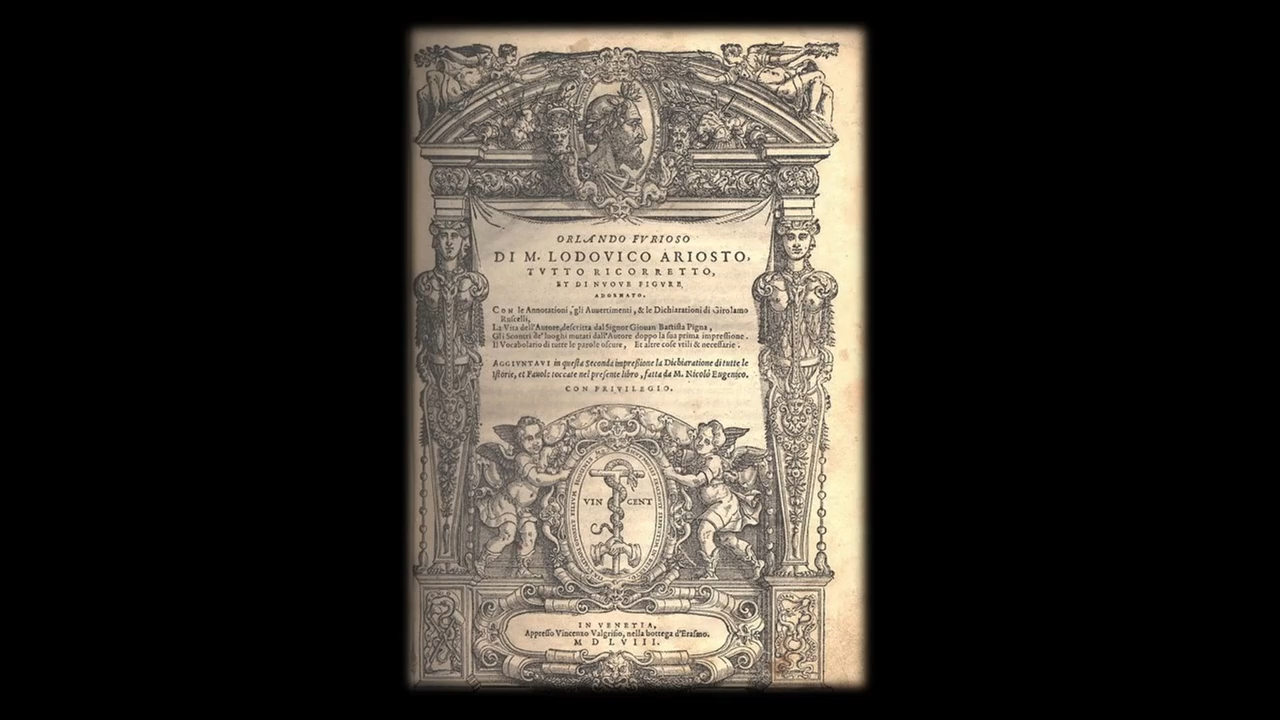 ORLANDO FVRIOSO
DI M. LODOVICO ARIOSTO,
TVTTO RICORRETTO,
ET DI NVOVE FIGVRE
ADORNATO.
CON le Annotationi, gli Auuertimenti, & le Dichiarationi di Girolamo
Ruscelli,
La Vita dell'Autore, descritta dal Signor Giouan Battista Pigna,
Gli Scontri de' luoghi mutati dall'Autore doppo la sua prima impressione.
Il Vocabolario di tutte le parole oscure, Et altre cose vtili & necessarie.
AGGIVNTAVI in questa Seconda impressione la Dichiaratione di tutte le
Istorie, et Fauole toccate nel presente libro, fatta da M. Nicolò Eugenico.
CON PRIVILEGIO.
VIN CENT
IN VENETIA,
Appresso Vincenzo Valgrisio, nella bottega d'Erasmo.
M D LVIII.